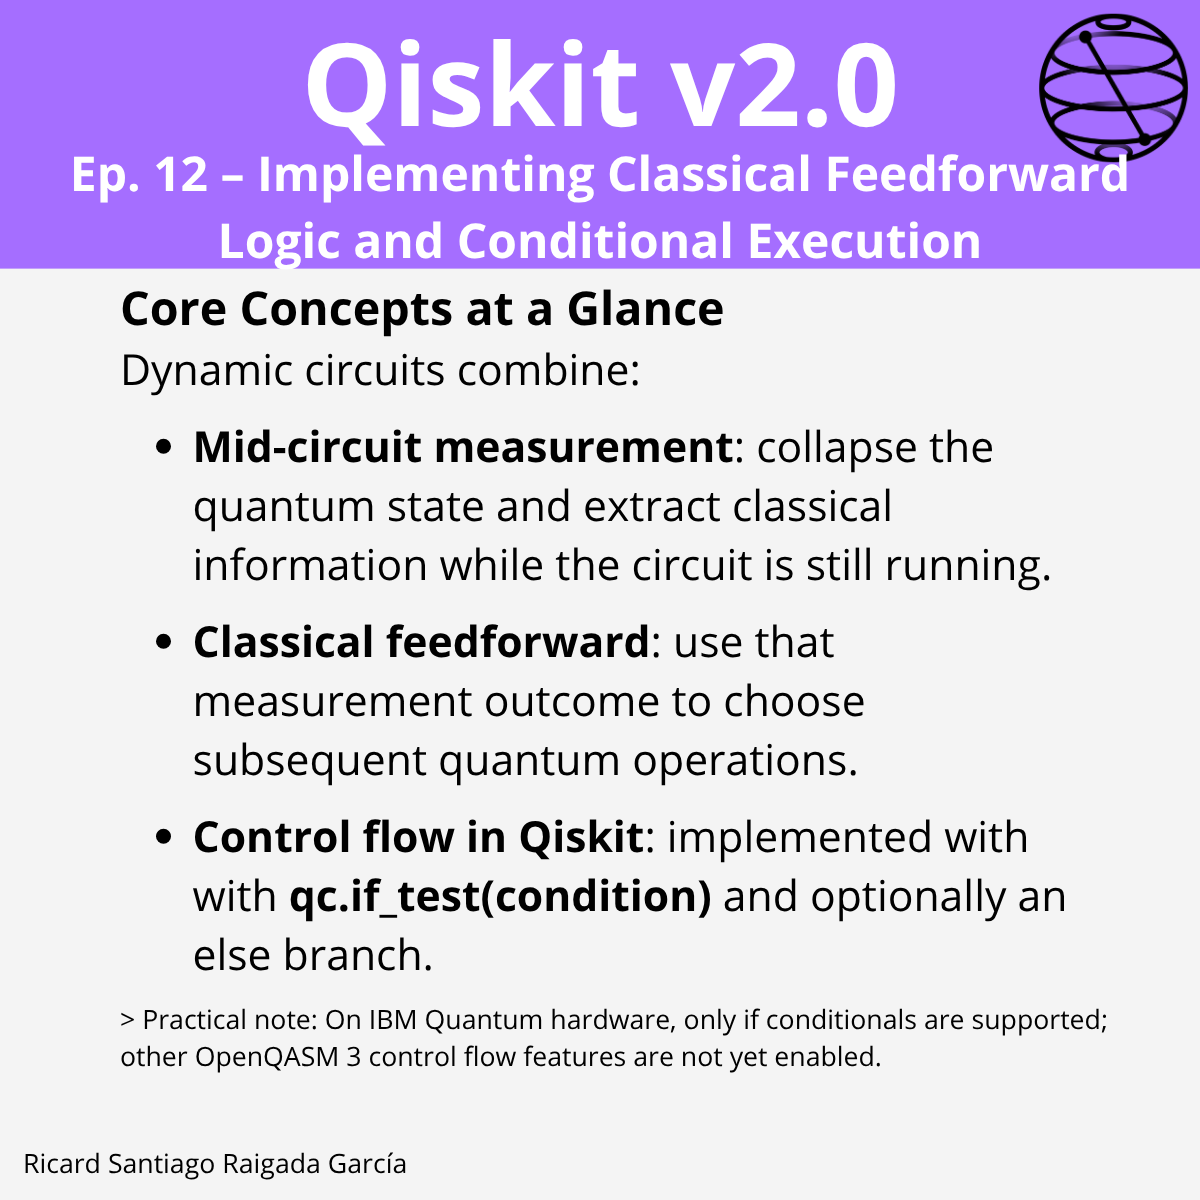 Qiskit v2.0
Ep. 12 – Implementing Classical Feedforward
Logic and Conditional Execution
Core Concepts at a Glance
Dynamic circuits combine:
• Mid-circuit measurement: collapse the
quantum state and extract classical
information while the circuit is still running.
• Classical feedforward: use that
measurement outcome to choose
subsequent quantum operations.
• Control flow in Qiskit: implemented with
with qc.if_test(condition) and optionally an
else branch.
> Practical note: On IBM Quantum hardware, only if conditionals are supported;
other OpenQASM 3 control flow features are not yet enabled.
Ricard Santiago Raigada García